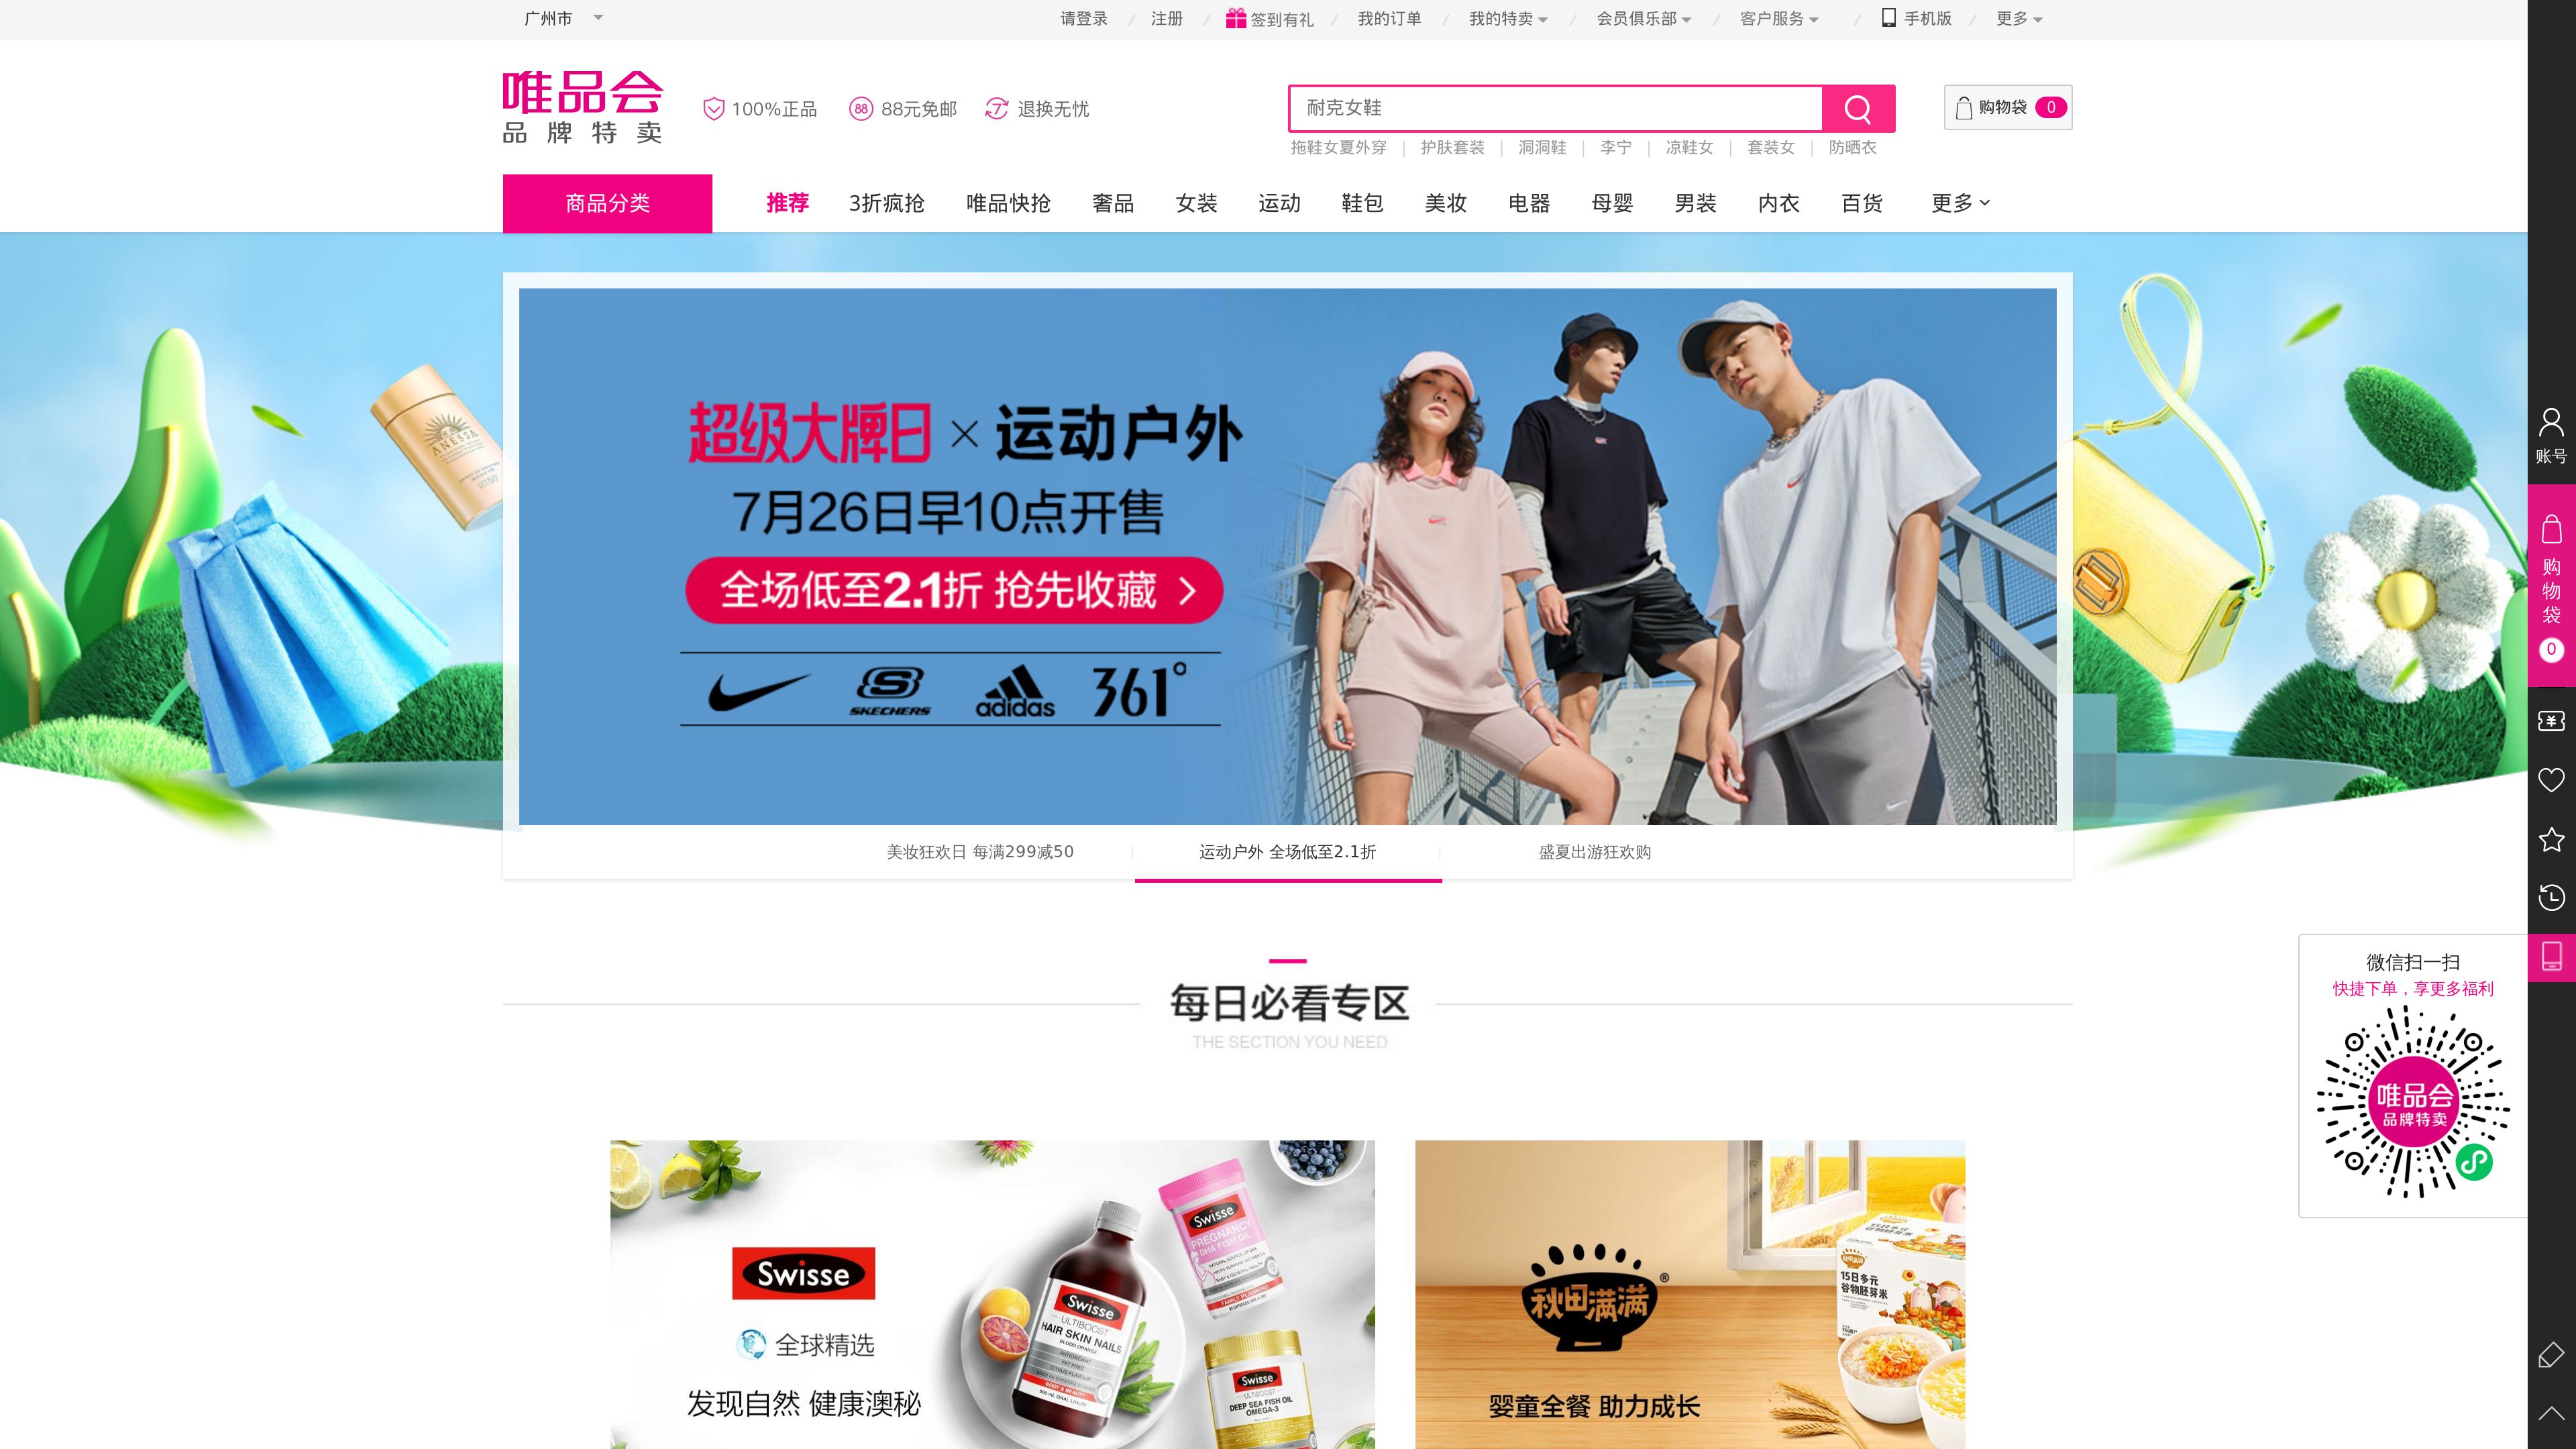 广州市
请登录 / 注册 / 签到有礼 / 我的订单 / 我的特卖 / 会员俱乐部 / 客户服务 / 手机版 / 更多
唯品会
品牌特卖
100%正品
88
88元免邮
7
退换无忧
耐克女鞋
购物袋 0
拖鞋女夏外穿 | 护肤套装 | 洞洞鞋 | 李宁 | 凉鞋女 | 套装女 | 防晒衣
商品分类
推荐 3折疯抢 唯品快抢 奢品 女装 运动 鞋包 美妆 电器 母婴 男装 内衣 百货 更多
ANESSA
超级大牌日×运动户外
7月26日早10点开售
全场低至2.1折 抢先收藏 >
SKECHERS
adidas
361°
美妆狂欢日 每满299减50
运动户外 全场低至2.1折
盛夏出游狂欢购
账号
购物袋
0
微信扫一扫
快捷下单，享更多福利
唯品会
品牌特卖
每日必看专区
THE SECTION YOU NEED
Swisse
全球精选
发现自然 健康澳秘
Swisse
ULTIBOOST
HAIR SKIN NAILS
BLOOD ORANGE
Swisse
PREGNANCY
DHA FISH OIL
FAMILY PLANNING
Swisse
ULTIBOOST
DEEP SEA FISH OIL
OMEGA-3
秋田满满®
婴童全餐 助力成长
15日多元
谷物胚芽米